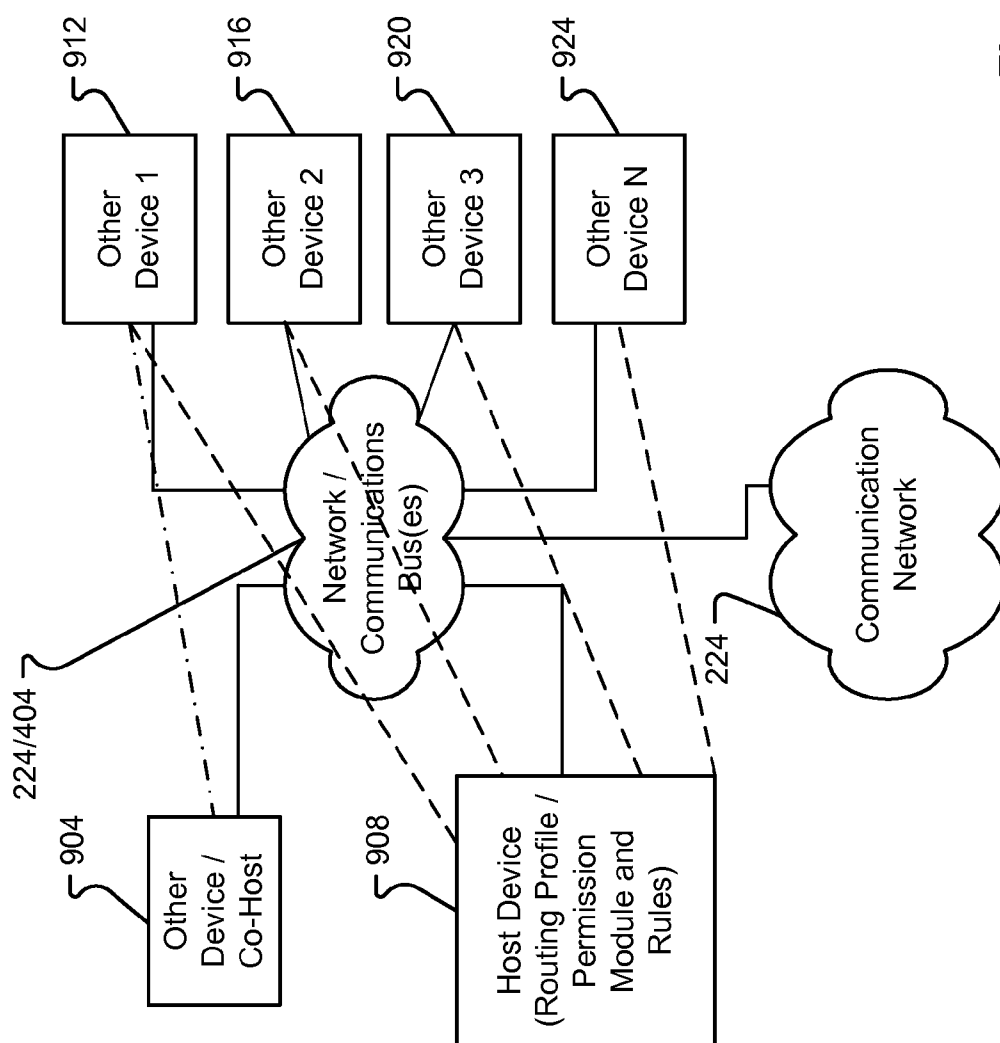 912
916
920
924
Other
Device 1
Other
Device 2
Other
Device 3
Other
Device N
224/404
Network /
Communications
Bus(es)
224
Communication
Network
904
Other
Device /
Co-Host
908
Host Device
(Routing Profile /
Permission
Module and
Rules)